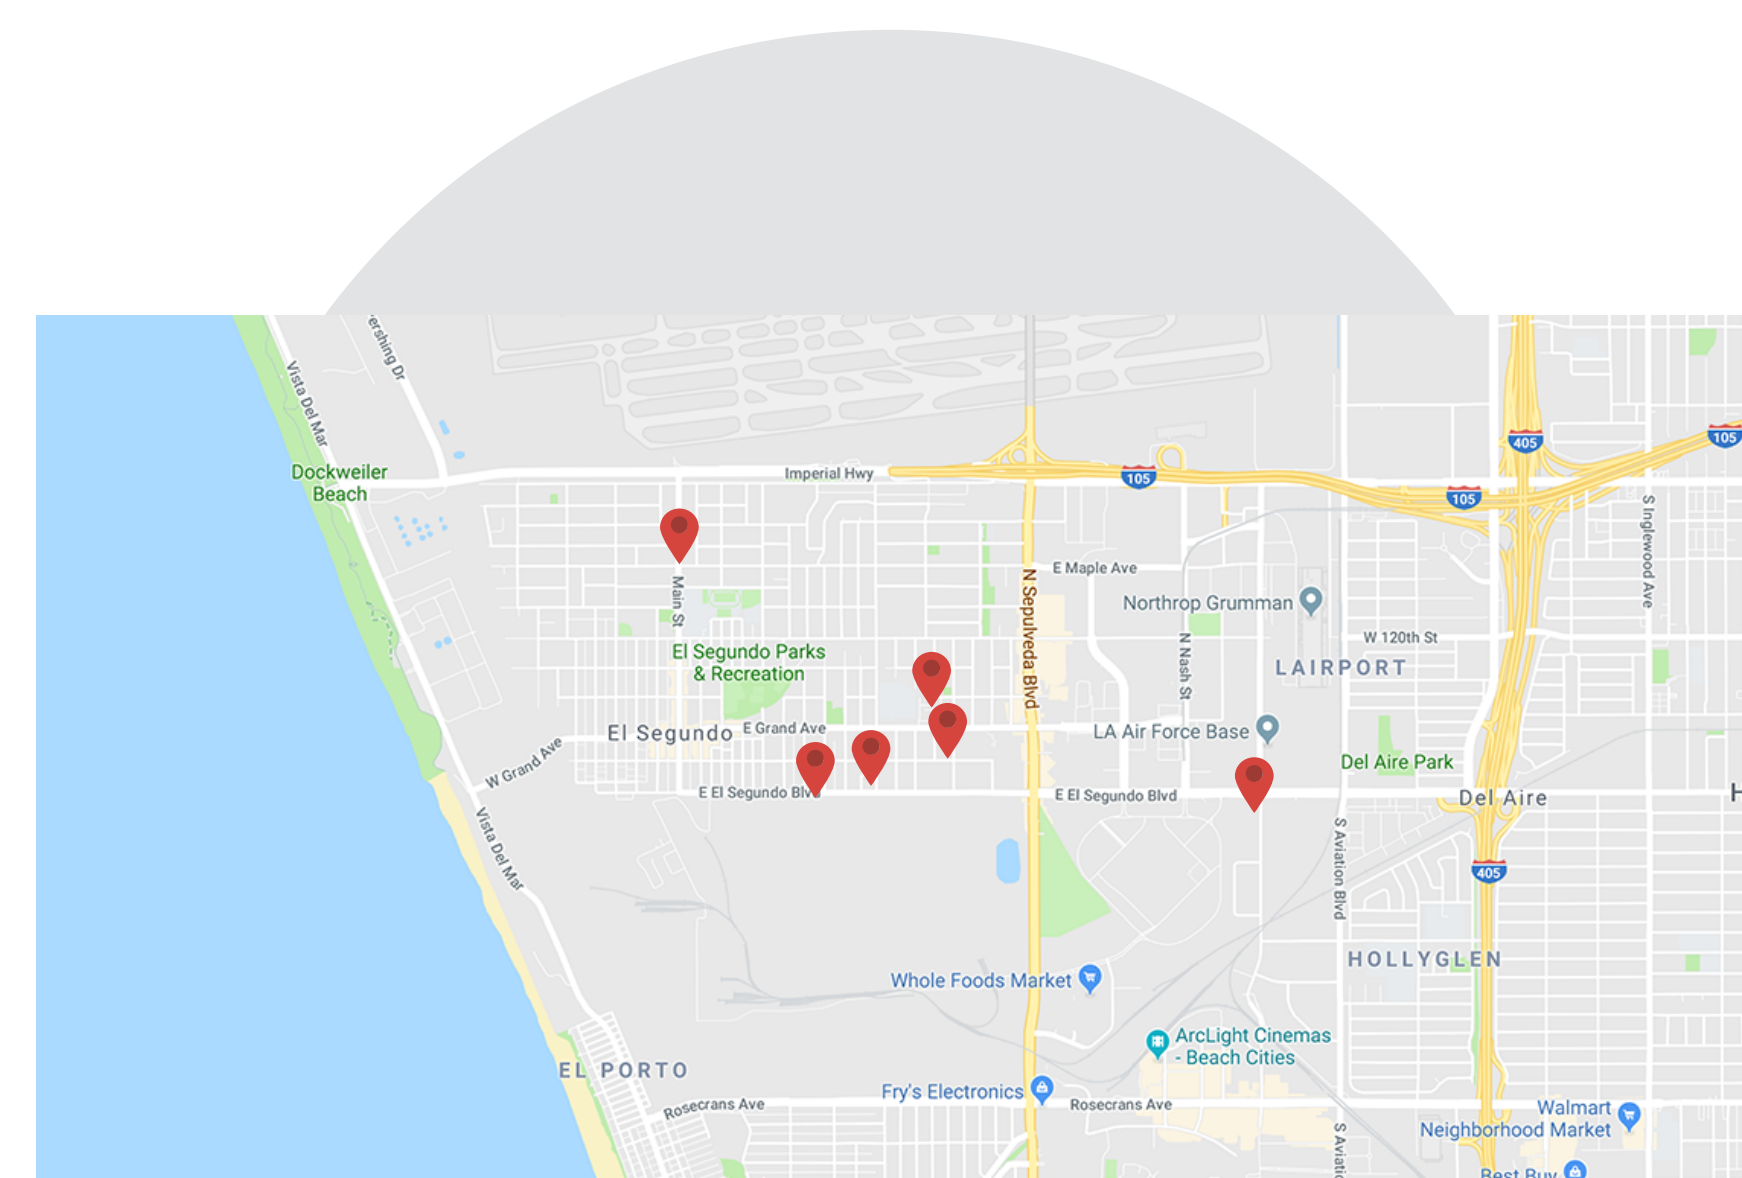 ershing Dr
Vista Del Mar
405
105
Dockweiler
Beach
Imperial Hwy
105
105
S Inglewood Ave
E Maple Ave
Main St
N Sepulveda Blvd
Northrop Grumman
N Nash St
W 120th St
El Segundo Parks
& Recreation
LAIRPORT
El Segundo
E Grand Ave
LA Air Force Base
W Grand Ave
Del Aire Park
E El Segundo Blvd
E El Segundo Blvd
Del Aire
H
Vista Del Mar
S Aviation Blvd
405
HOLLYGLEN
Whole Foods Market
ArcLight Cinemas
- Beach Cities
EL PORTO
Fry's Electronics
Rosecrans Ave
Rosecrans Ave
Walmart
Neighborhood Market
S Aviatio
Best Buy